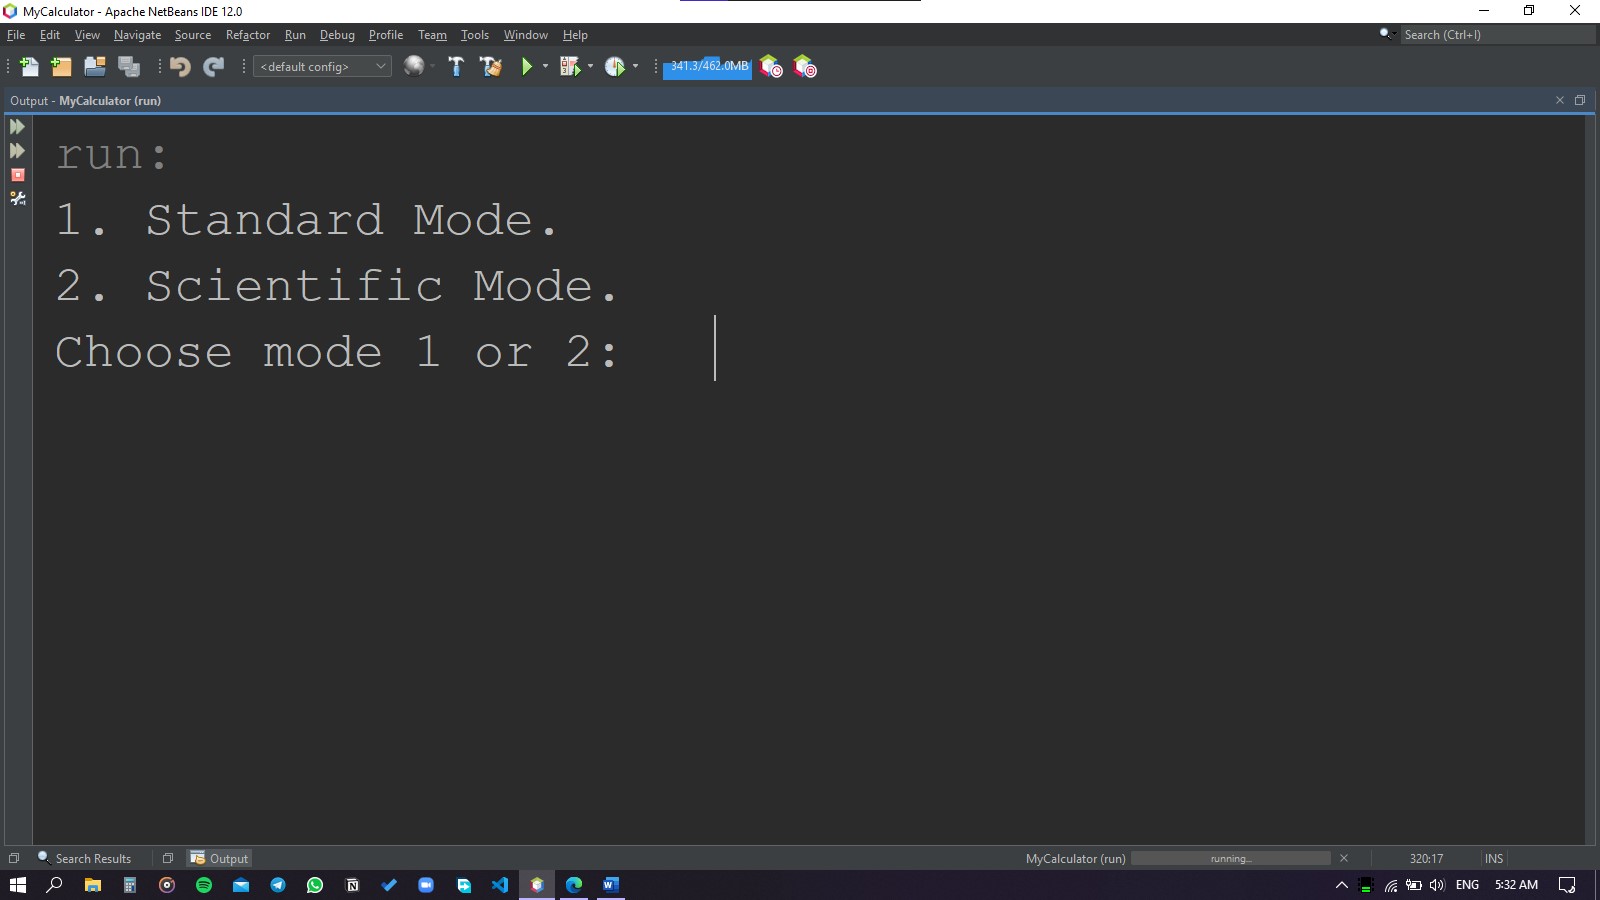 MyCalculator - Apache NetBeans IDE 12.0
File Edit View Navigate Source Refactor Run Debug Profile Team Tools Window Help Search (Ctrl+I)
<default config> 341.3/462.0MB
Output - MyCalculator (run)
run:
1. Standard Mode.
2. Scientific Mode.
Choose mode 1 or 2:
Search Results Output MyCalculator (run) running... 320:17 INS
ENG 5:32 AM